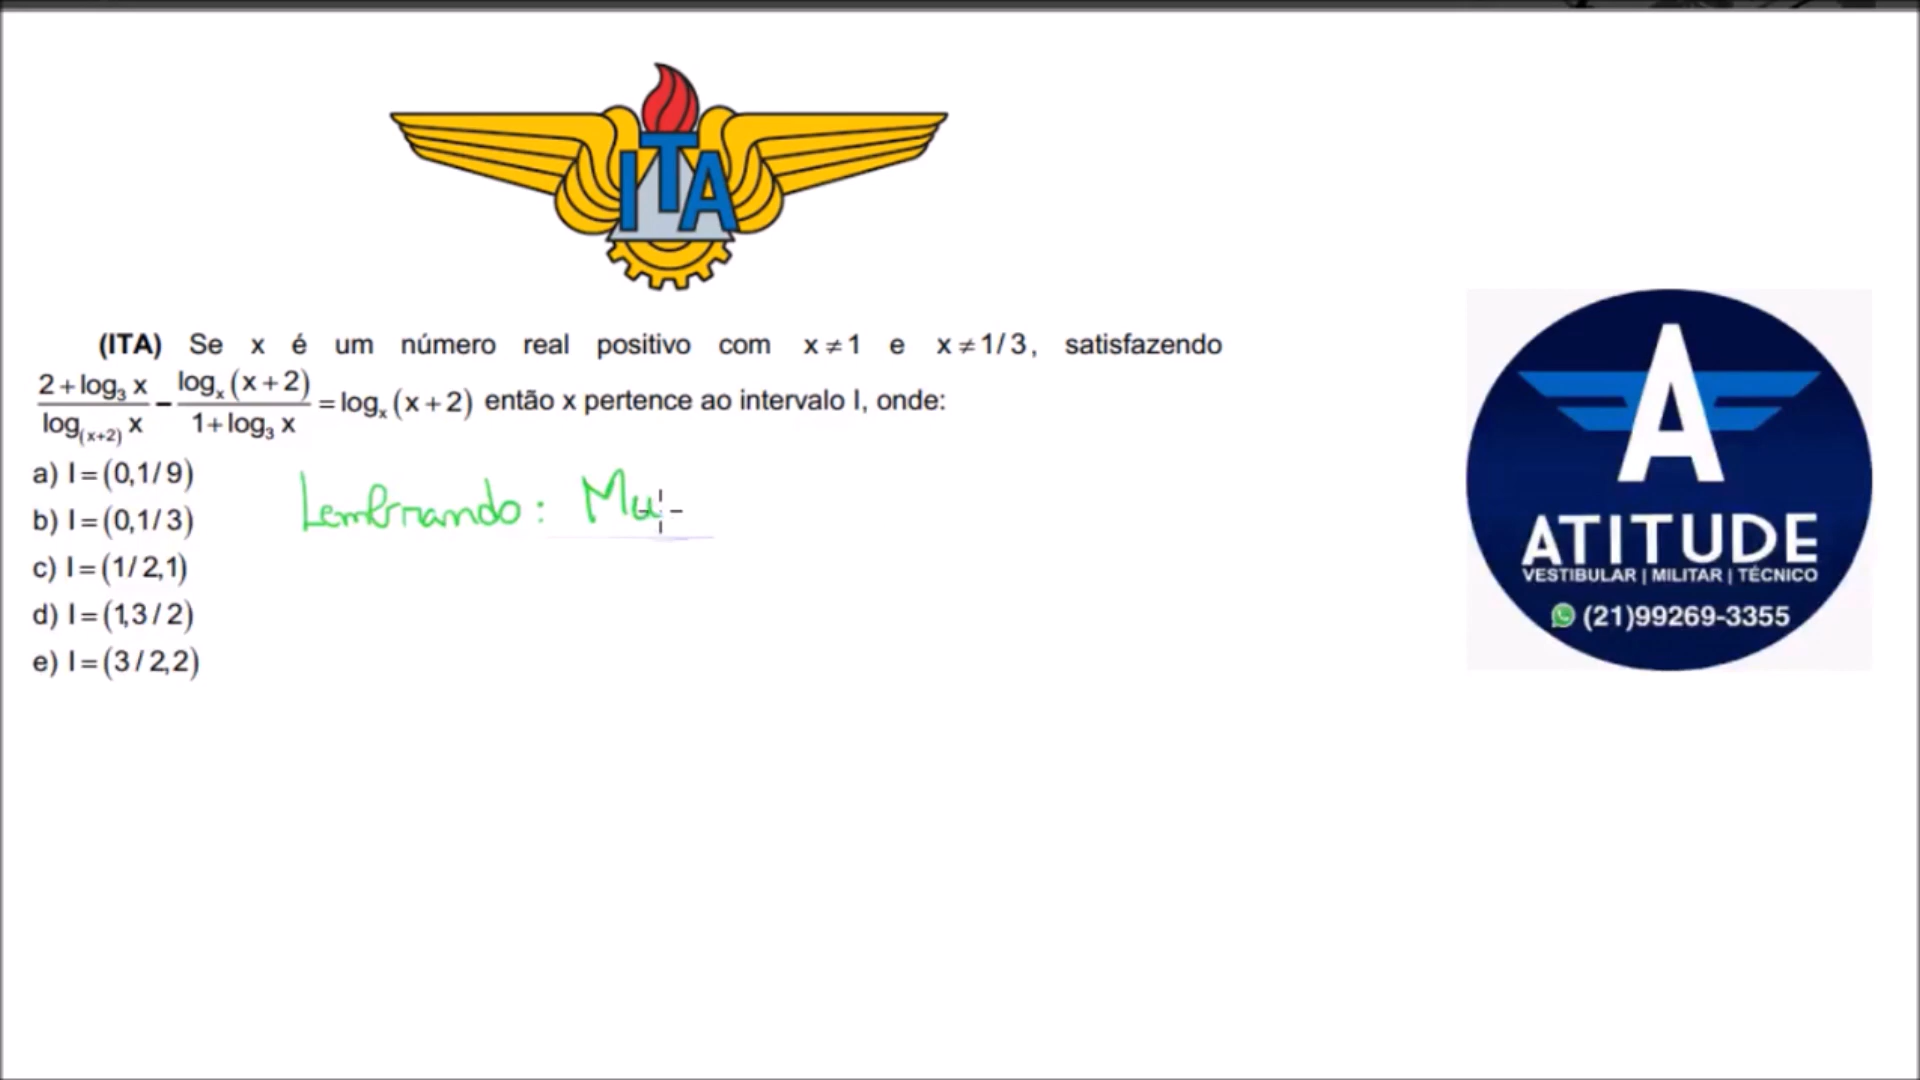 ITA
(ITA) Se x é um número real positivo com x ≠ 1 e x ≠ 1/3, satisfazendo
(2 + log₃ x)/(log₍ₓ₊₂₎ x) − (logₓ (x + 2))/(1 + log₃ x) = logₓ (x + 2) então x pertence ao intervalo I, onde:
a) I = (0,1/9)
b) I = (0,1/3)
c) I = (1/2,1)
d) I = (1,3/2)
e) I = (3/2,2)
Lembrando: Mu
A
ATITUDE
VESTIBULAR | MILITAR | TÉCNICO
(21)99269-3355